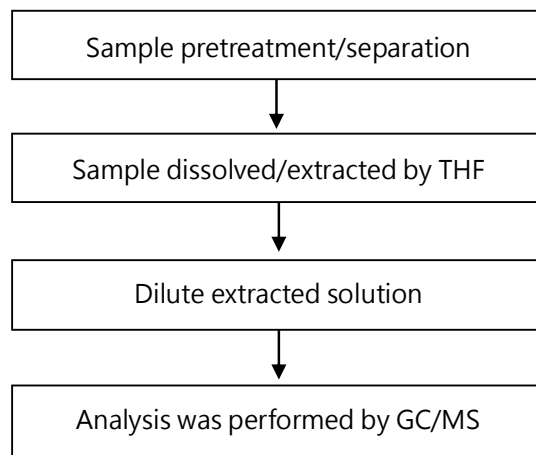 Sample pretreatment/separation
Sample dissolved/extracted by THF
Dilute extracted solution
Analysis was performed by GC/MS